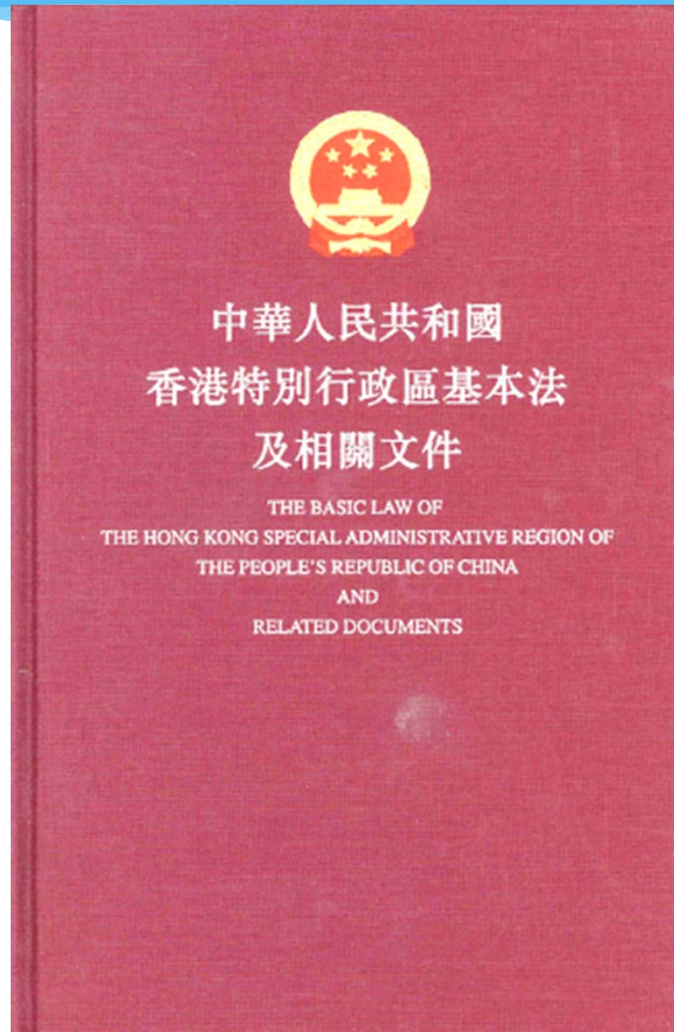 中華人民共和國
香港特別行政區基本法
及相關文件
THE BASIC LAW OF
THE HONG KONG SPECIAL ADMINISTRATIVE REGION OF
THE PEOPLE'S REPUBLIC OF CHINA
AND
RELATED DOCUMENTS